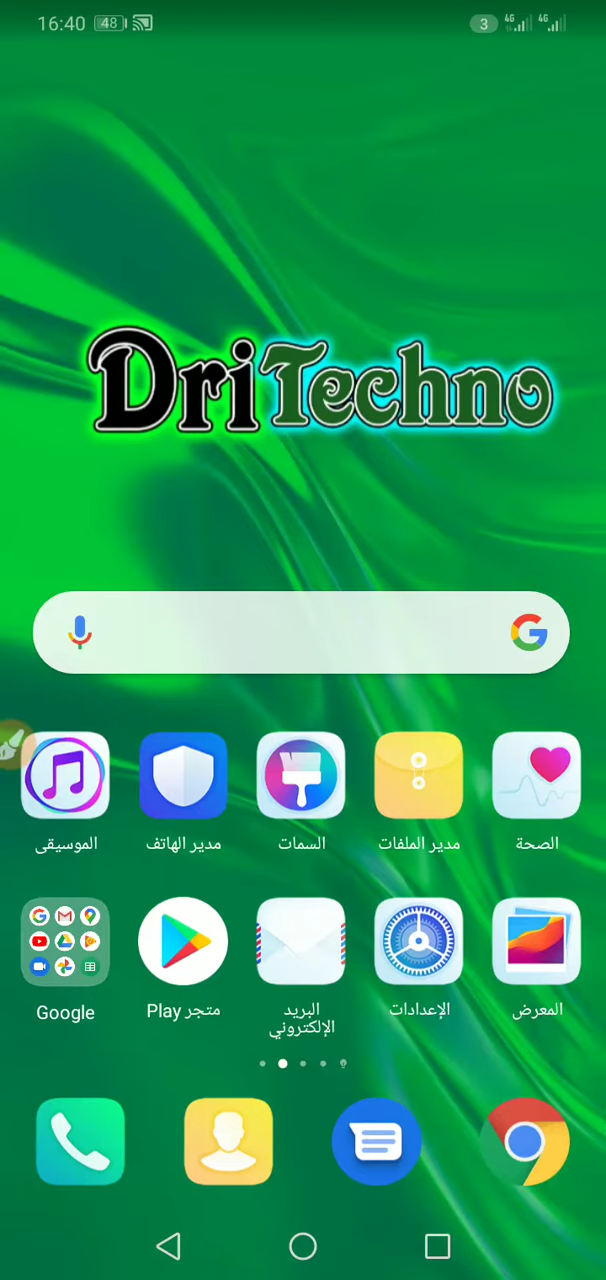 16:40
48
3
4G
4G
DriTechno
الصحة
مدير الملفات
السمات
مدير الهاتف
الموسيقى
المعرض
الإعدادات
البريد
الإلكتروني
متجر Play
Google